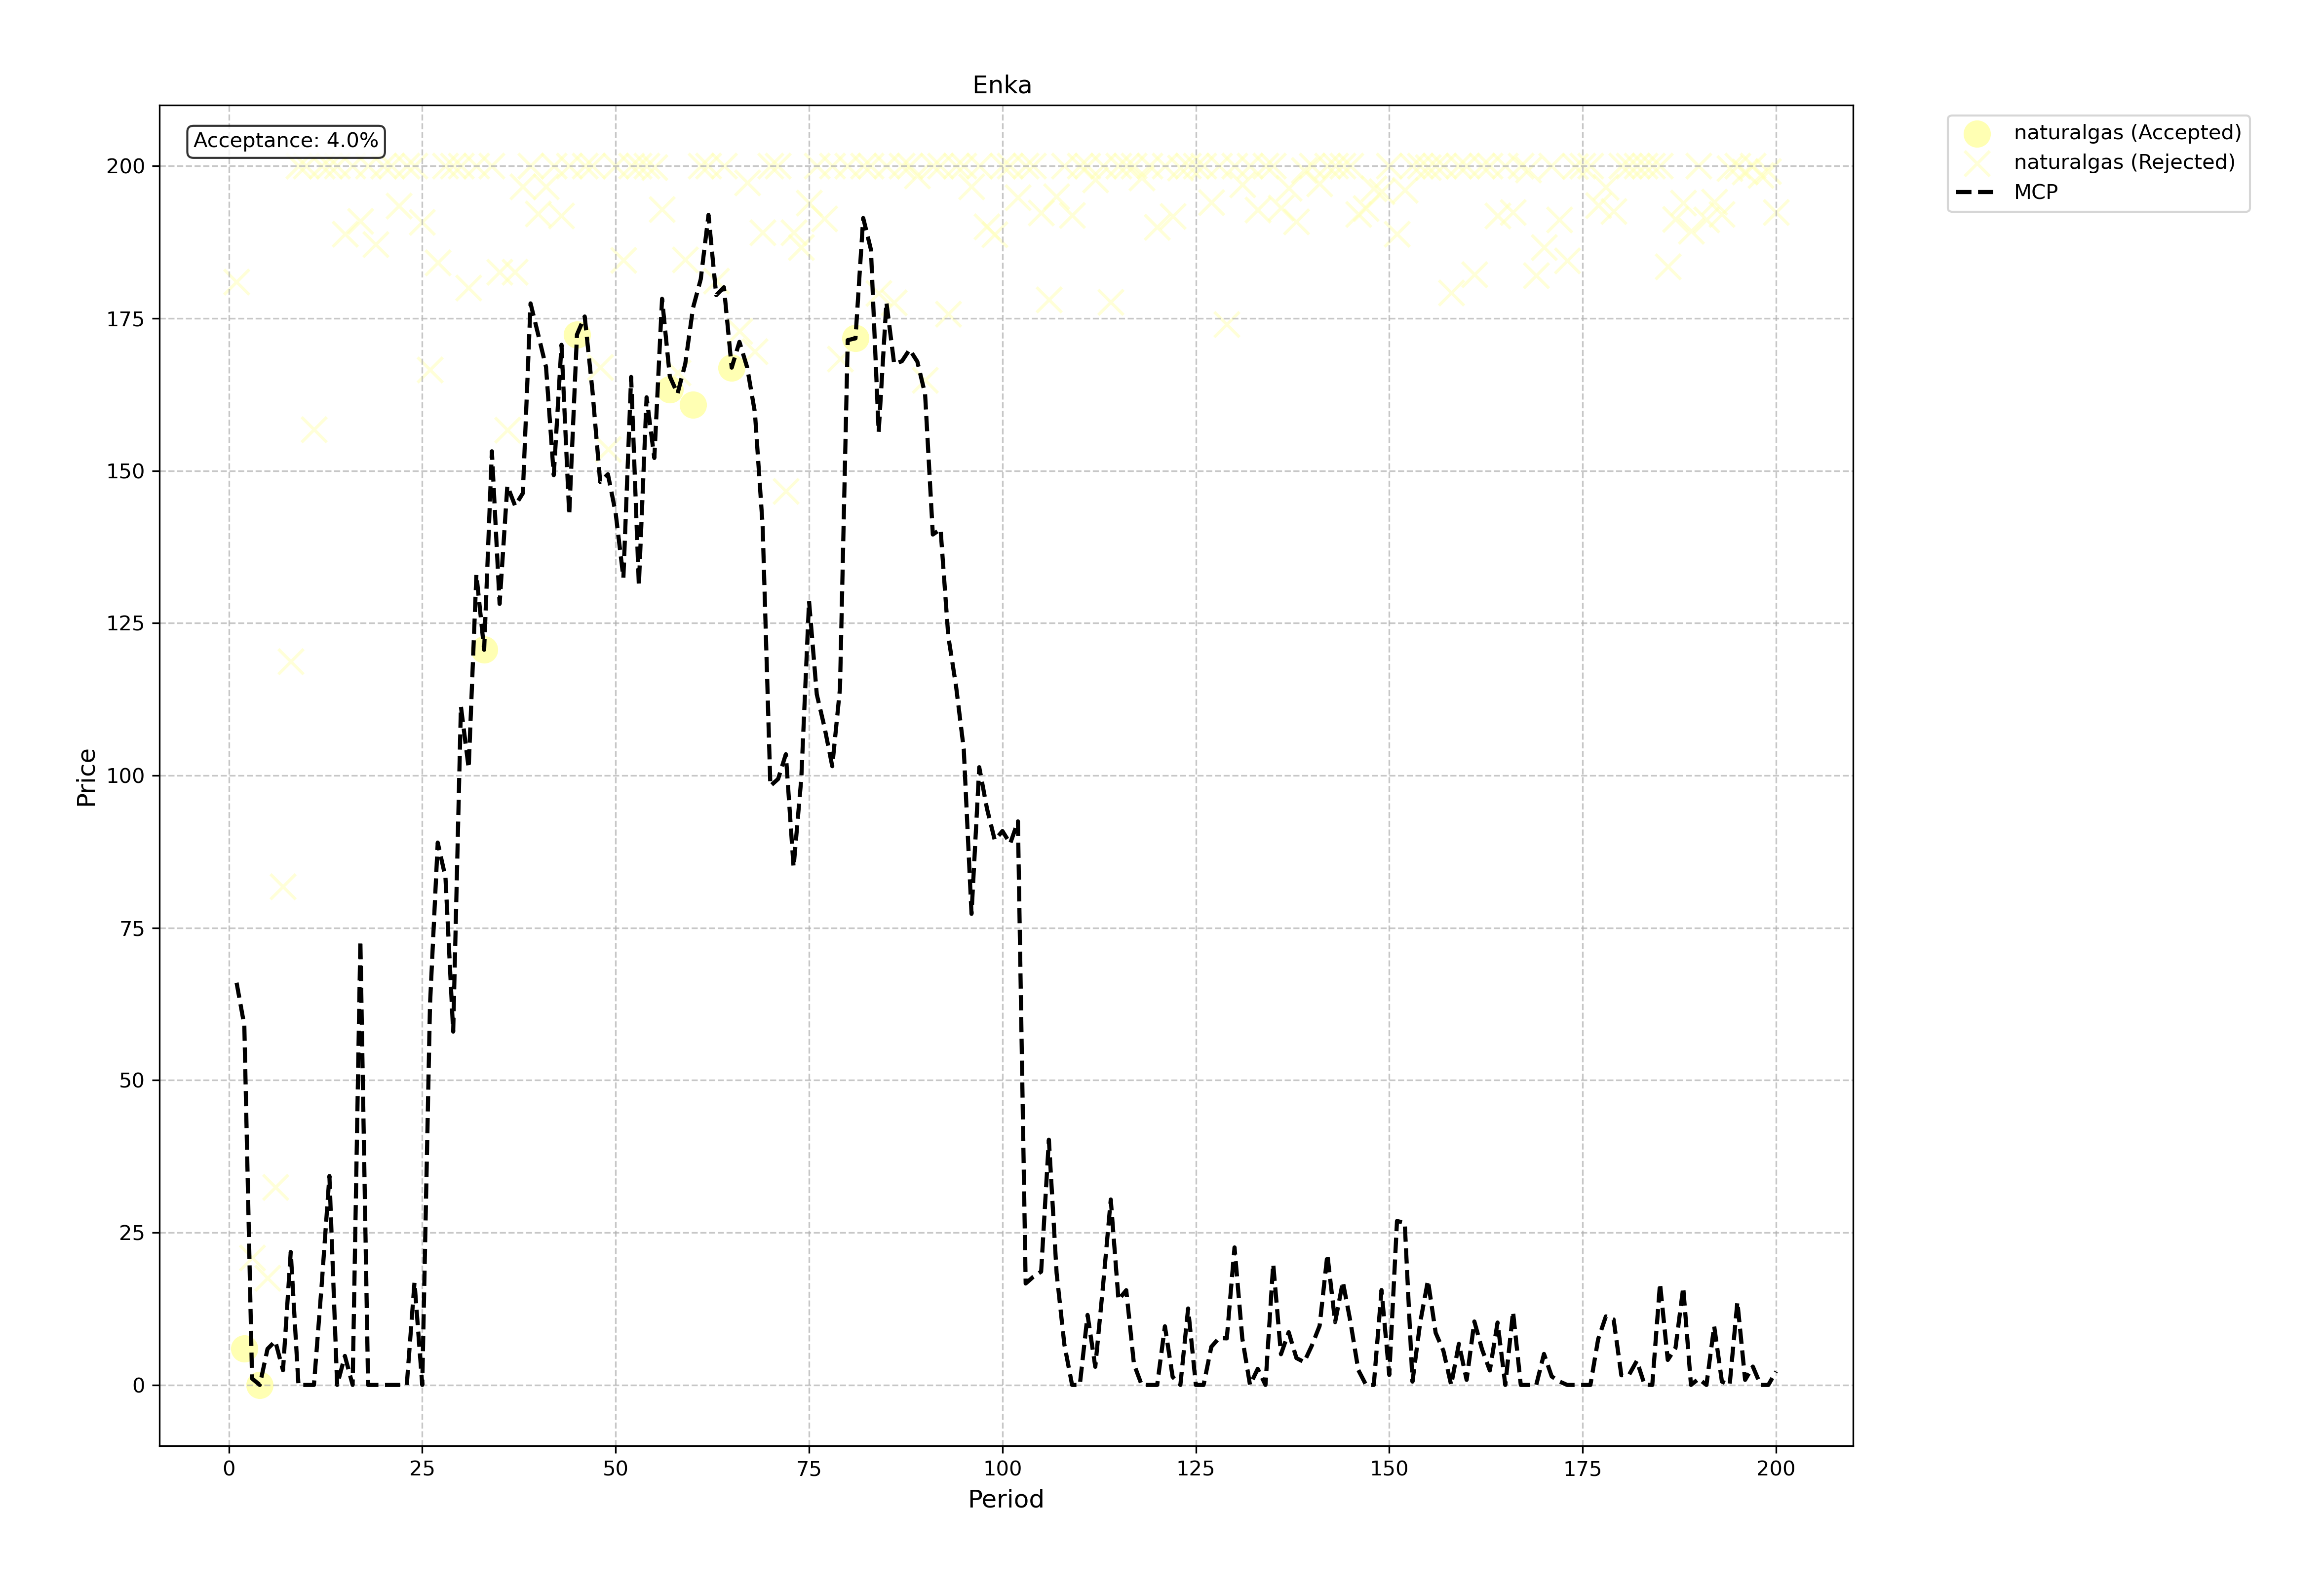 Enka
Acceptance: 4.0%
naturalgas (Accepted)
naturalgas (Rejected)
MCP
200
175
150
125
100
75
50
25
0
Price
0 25 50 75 100 125 150 175 200
Period